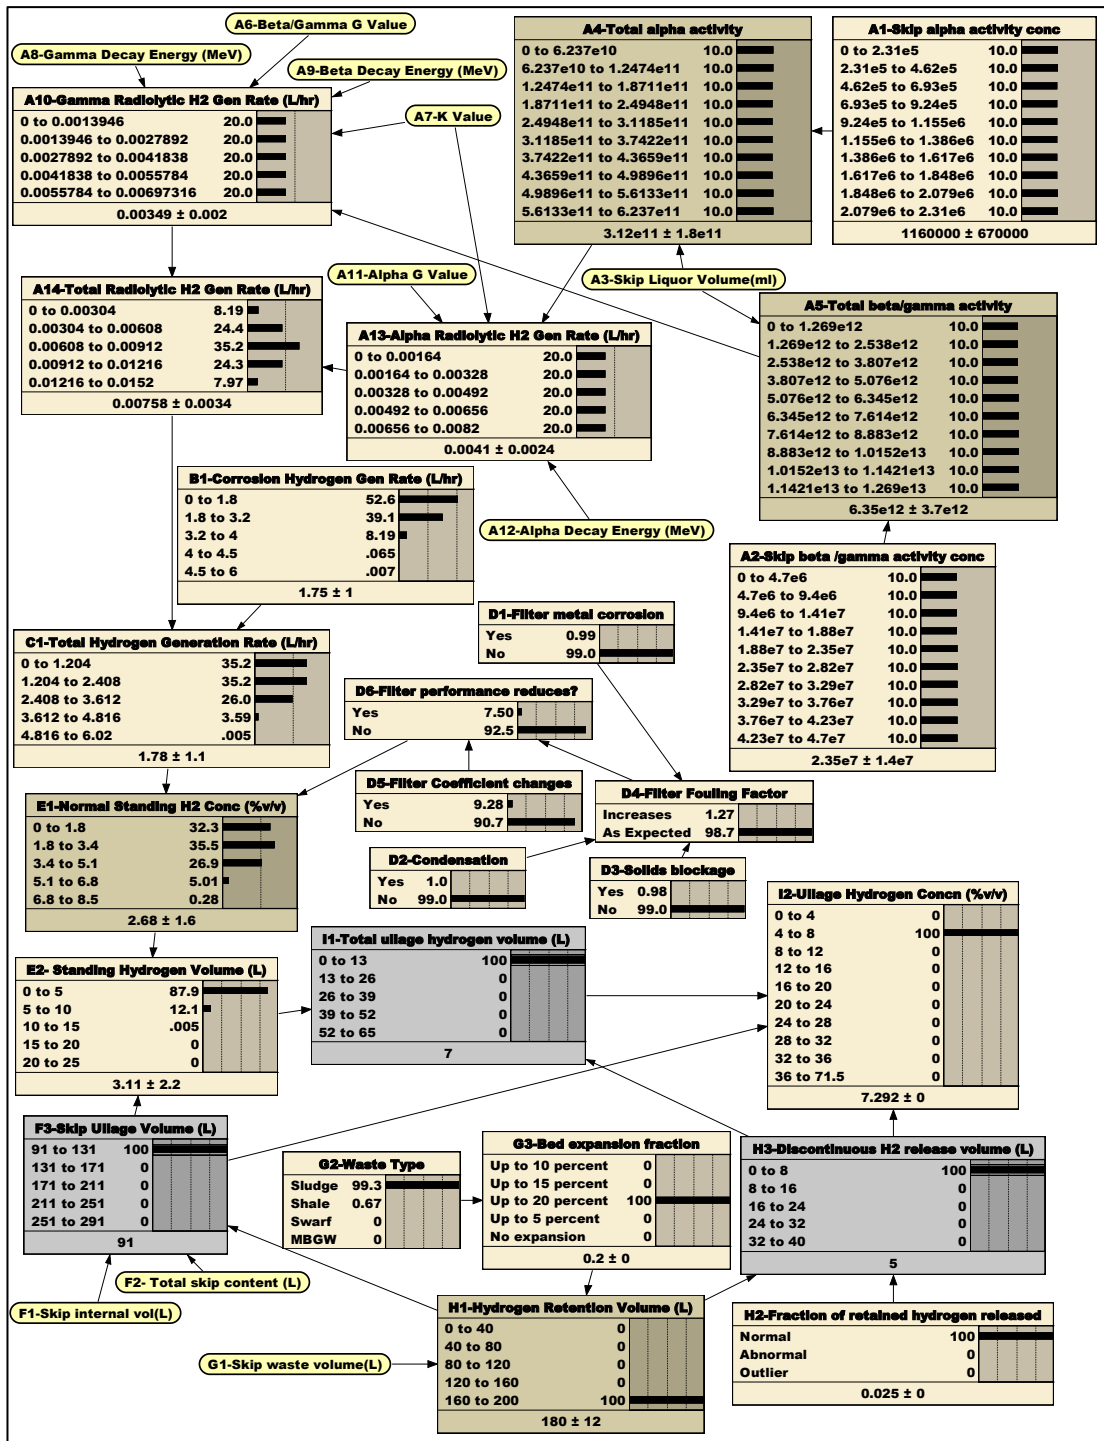 A6-Beta/Gamma G Value
A8-Gamma Decay Energy (MeV)
A9-Beta Decay Energy (MeV)
A7-K Value
A10-Gamma Radiolytic H2 Gen Rate (L/hr)
0 to 0.0013946 20.0
0.0013946 to 0.0027892 20.0
0.0027892 to 0.0041838 20.0
0.0041838 to 0.0055784 20.0
0.0055784 to 0.00697316 20.0
0.00349 ± 0.002
A4-Total alpha activity
0 to 6.237e10 10.0
6.237e10 to 1.2474e11 10.0
1.2474e11 to 1.8711e11 10.0
1.8711e11 to 2.4948e11 10.0
2.4948e11 to 3.1185e11 10.0
3.1185e11 to 3.7422e11 10.0
3.7422e11 to 4.3659e11 10.0
4.3659e11 to 4.9896e11 10.0
4.9896e11 to 5.6133e11 10.0
5.6133e11 to 6.237e11 10.0
3.12e11 ± 1.8e11
A1-Skip alpha activity conc
0 to 2.31e5 10.0
2.31e5 to 4.62e5 10.0
4.62e5 to 6.93e5 10.0
6.93e5 to 9.24e5 10.0
9.24e5 to 1.155e6 10.0
1.155e6 to 1.386e6 10.0
1.386e6 to 1.617e6 10.0
1.617e6 to 1.848e6 10.0
1.848e6 to 2.079e6 10.0
2.079e6 to 2.31e6 10.0
1160000 ± 670000
A11-Alpha G Value
A3-Skip Liquor Volume(ml)
A14-Total Radiolytic H2 Gen Rate (L/hr)
0 to 0.00304 8.19
0.00304 to 0.00608 24.4
0.00608 to 0.00912 35.2
0.00912 to 0.01216 24.3
0.01216 to 0.0152 7.97
0.00758 ± 0.0034
A13-Alpha Radiolytic H2 Gen Rate (L/hr)
0 to 0.00164 20.0
0.00164 to 0.00328 20.0
0.00328 to 0.00492 20.0
0.00492 to 0.00656 20.0
0.00656 to 0.0082 20.0
0.0041 ± 0.0024
A5-Total beta/gamma activity
0 to 1.269e12 10.0
1.269e12 to 2.538e12 10.0
2.538e12 to 3.807e12 10.0
3.807e12 to 5.076e12 10.0
5.076e12 to 6.345e12 10.0
6.345e12 to 7.614e12 10.0
7.614e12 to 8.883e12 10.0
8.883e12 to 1.0152e13 10.0
1.0152e13 to 1.1421e13 10.0
1.1421e13 to 1.269e13 10.0
6.35e12 ± 3.7e12
B1-Corrosion Hydrogen Gen Rate (L/hr)
0 to 1.8 52.6
1.8 to 3.2 39.1
3.2 to 4 8.19
4 to 4.5 .065
4.5 to 6 .007
1.75 ± 1
A12-Alpha Decay Energy (MeV)
A2-Skip beta /gamma activity conc
0 to 4.7e6 10.0
4.7e6 to 9.4e6 10.0
9.4e6 to 1.41e7 10.0
1.41e7 to 1.88e7 10.0
1.88e7 to 2.35e7 10.0
2.35e7 to 2.82e7 10.0
2.82e7 to 3.29e7 10.0
3.29e7 to 3.76e7 10.0
3.76e7 to 4.23e7 10.0
4.23e7 to 4.7e7 10.0
2.35e7 ± 1.4e7
D1-Filter metal corrosion
Yes 0.99
No 99.0
C1-Total Hydrogen Generation Rate (L/hr)
0 to 1.204 35.2
1.204 to 2.408 35.2
2.408 to 3.612 26.0
3.612 to 4.816 3.59
4.816 to 6.02 .005
1.78 ± 1.1
D6-Filter performance reduces?
Yes 7.50
No 92.5
D5-Filter Coefficient changes
Yes 9.28
No 90.7
D4-Filter Fouling Factor
Increases 1.27
As Expected 98.7
E1-Normal Standing H2 Conc (%v/v)
0 to 1.8 32.3
1.8 to 3.4 35.5
3.4 to 5.1 26.9
5.1 to 6.8 5.01
6.8 to 8.5 0.28
2.68 ± 1.6
D2-Condensation
Yes 1.0
No 99.0
D3-Solids blockage
Yes 0.98
No 99.0
I2-Ullage Hydrogen Concn (%v/v)
0 to 4 0
4 to 8 100
8 to 12 0
12 to 16 0
16 to 20 0
20 to 24 0
24 to 28 0
28 to 32 0
32 to 36 0
36 to 71.5 0
7.292 ± 0
I1-Total ullage hydrogen volume (L)
0 to 13 100
13 to 26 0
26 to 39 0
39 to 52 0
52 to 65 0
7
E2- Standing Hydrogen Volume (L)
0 to 5 87.9
5 to 10 12.1
10 to 15 .005
15 to 20 0
20 to 25 0
3.11 ± 2.2
F3-Skip Ullage Volume (L)
91 to 131 100
131 to 171 0
171 to 211 0
211 to 251 0
251 to 291 0
91
G2-Waste Type
Sludge 99.3
Shale 0.67
Swarf 0
MBGW 0
G3-Bed expansion fraction
Up to 10 percent 0
Up to 15 percent 0
Up to 20 percent 100
Up to 5 percent 0
No expansion 0
0.2 ± 0
H3-Discontinuous H2 release volume (L)
0 to 8 100
8 to 16 0
16 to 24 0
24 to 32 0
32 to 40 0
5
F2- Total skip content (L)
F1-Skip internal vol(L)
G1-Skip waste volume(L)
H1-Hydrogen Retention Volume (L)
0 to 40 0
40 to 80 0
80 to 120 0
120 to 160 0
160 to 200 100
180 ± 12
H2-Fraction of retained hydrogen released
Normal 100
Abnormal 0
Outlier 0
0.025 ± 0